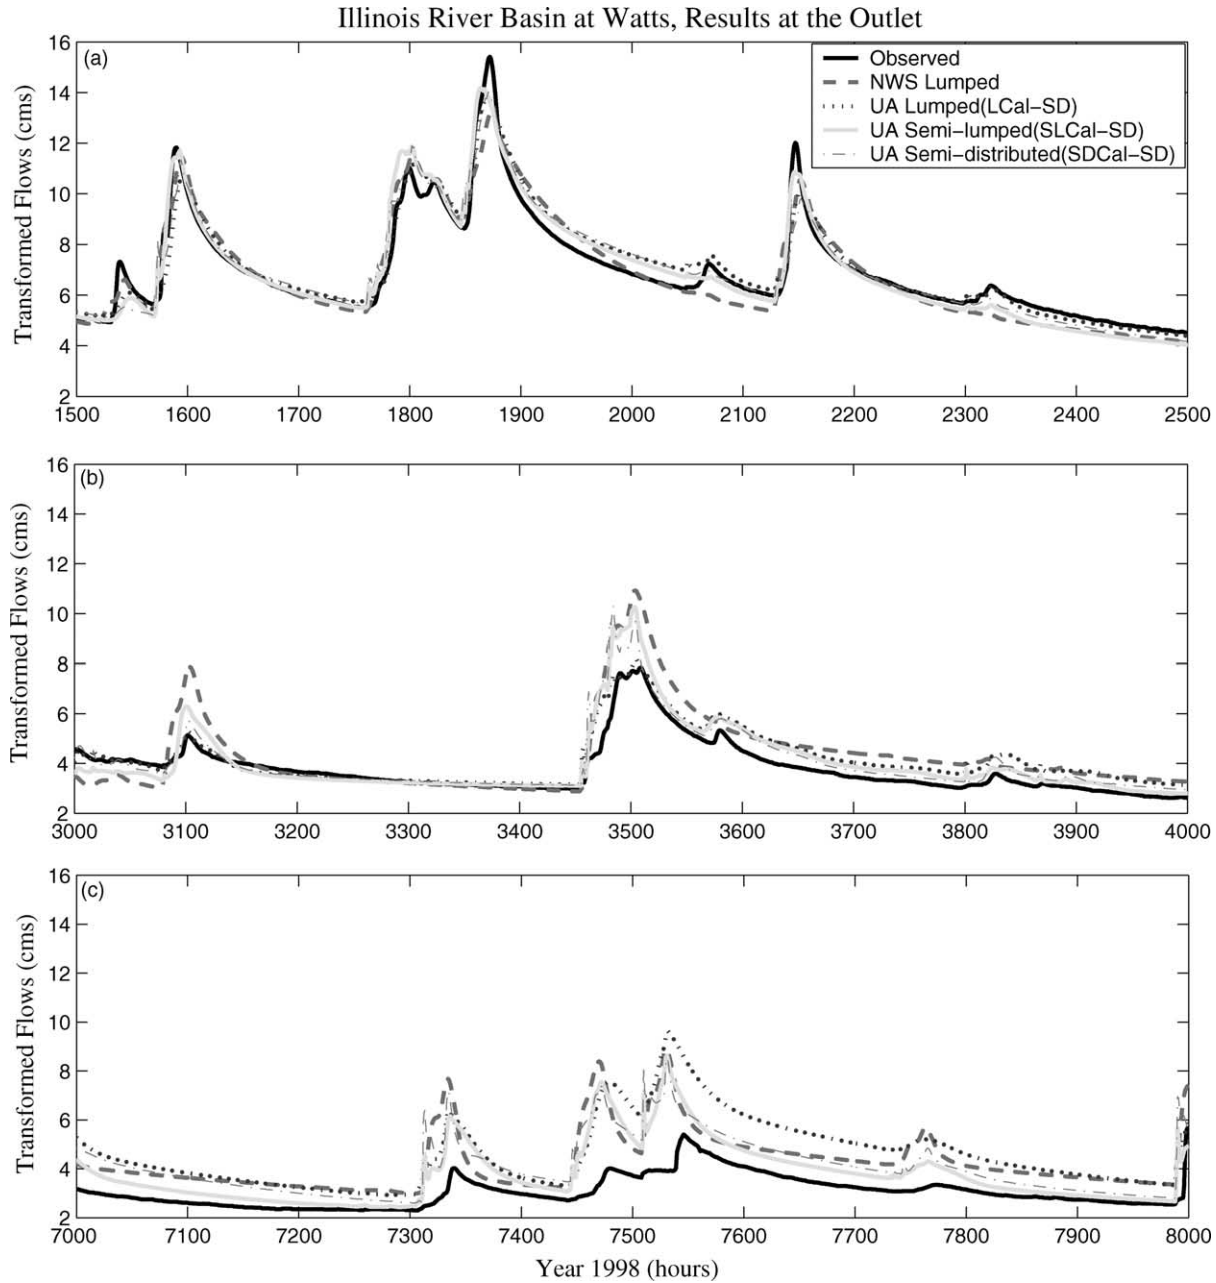 Illinois River Basin at Watts, Results at the Outlet
(a)
Observed
NWS Lumped
UA Lumped(LCal-SD)
UA Semi-lumped(SLCal-SD)
UA Semi-distributed(SDCal-SD)
Transformed Flows (cms)
16
14
12
10
8
6
4
2
1500 1600 1700 1800 1900 2000 2100 2200 2300 2400 2500
(b)
Transformed Flows (cms)
16
14
12
10
8
6
4
2
3000 3100 3200 3300 3400 3500 3600 3700 3800 3900 4000
(c)
Transformed Flows (cms)
16
14
12
10
8
6
4
2
7000 7100 7200 7300 7400 7500 7600 7700 7800 7900 8000
Year 1998 (hours)